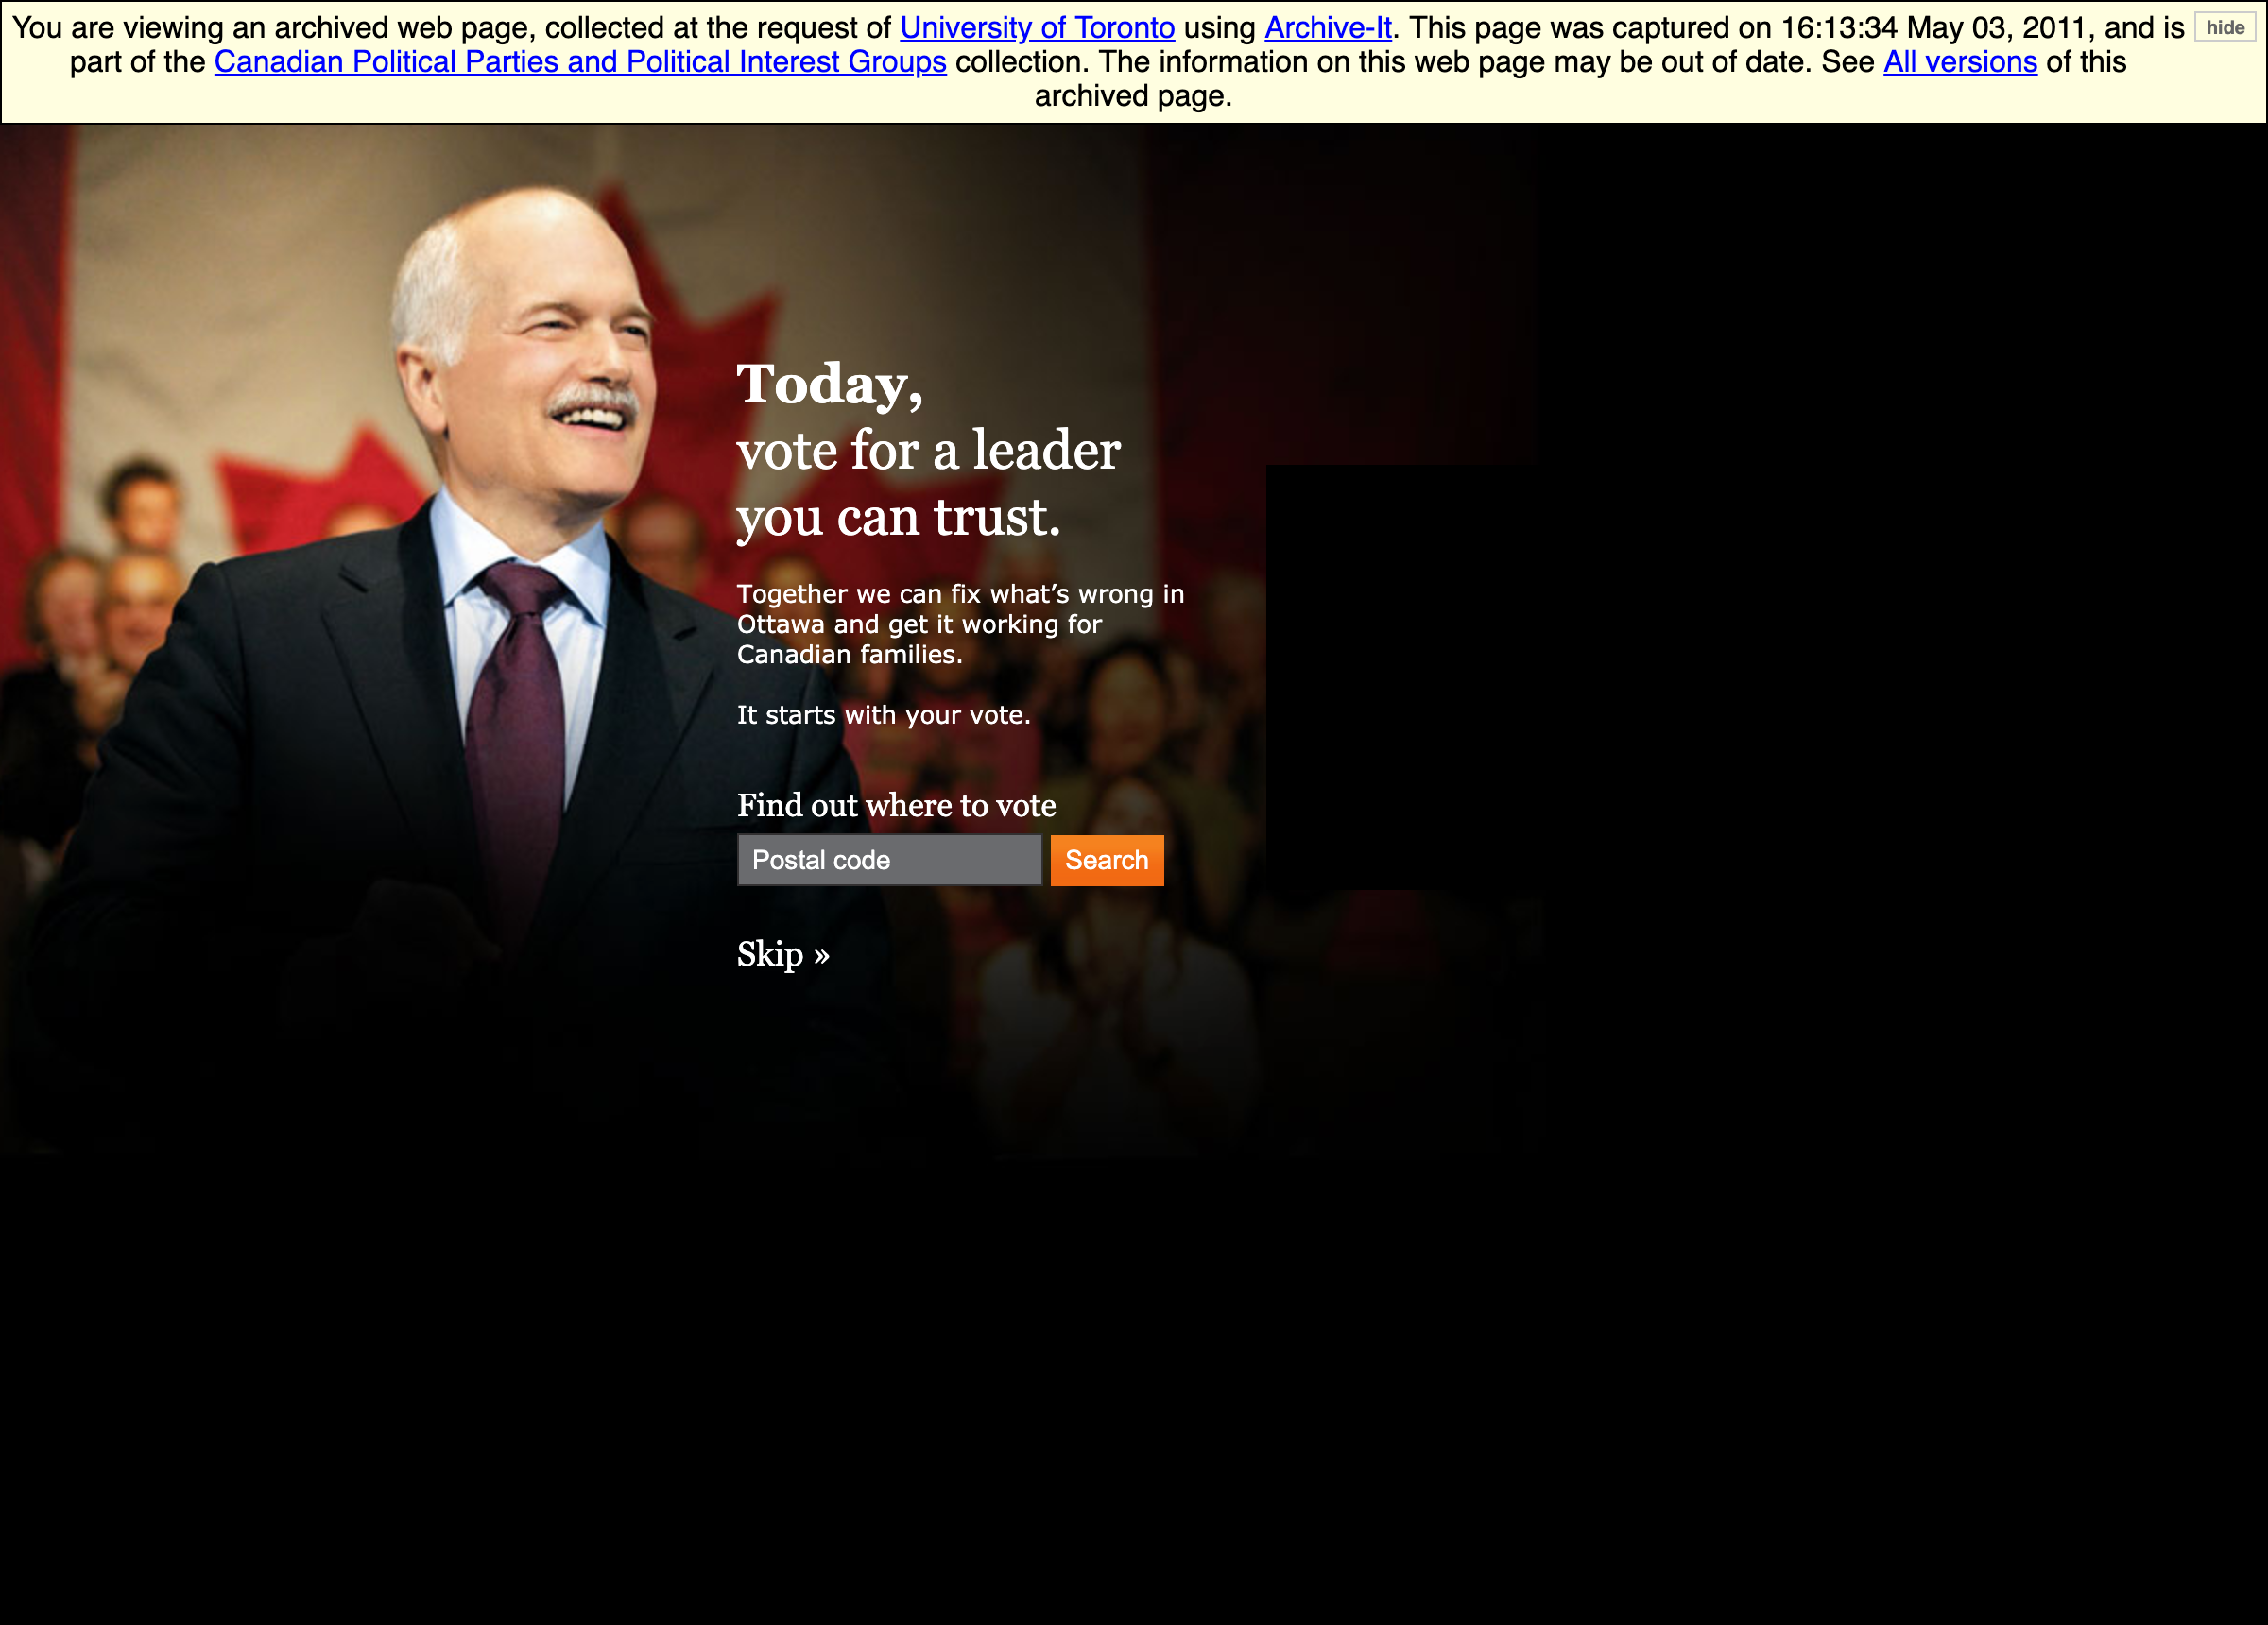 You are viewing an archived web page, collected at the request of University of Toronto using Archive-It. This page was captured on 16:13:34 May 03, 2011, and is
hide
part of the Canadian Political Parties and Political Interest Groups collection. The information on this web page may be out of date. See All versions of this
archived page.
Today,
vote for a leader
you can trust.
Together we can fix what’s wrong in
Ottawa and get it working for
Canadian families.
It starts with your vote.
Find out where to vote
Postal code
Search
Skip »